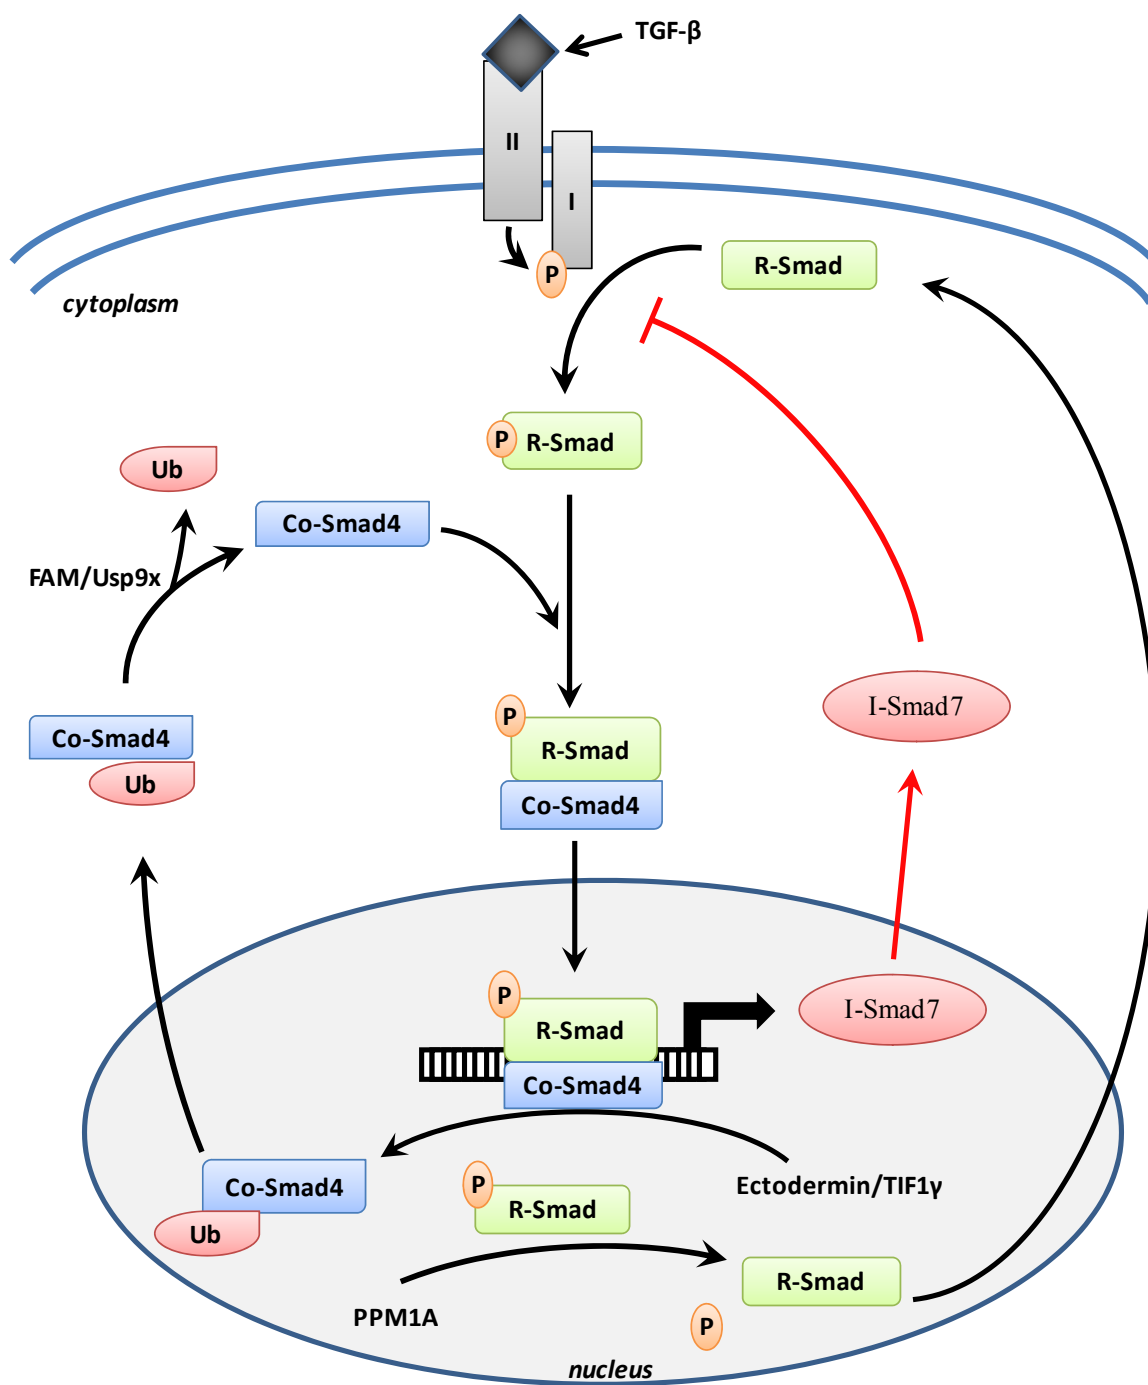 TGF-β
II
I
P
R-Smad
cytoplasm
P
R-Smad
Ub
Co-Smad4
FAM/Usp9x
P
R-Smad
Co-Smad4
I-Smad7
Co-Smad4
Ub
P
R-Smad
Co-Smad4
I-Smad7
Ectodermin/TIF1γ
Co-Smad4
Ub
P
R-Smad
R-Smad
PPM1A
P
nucleus